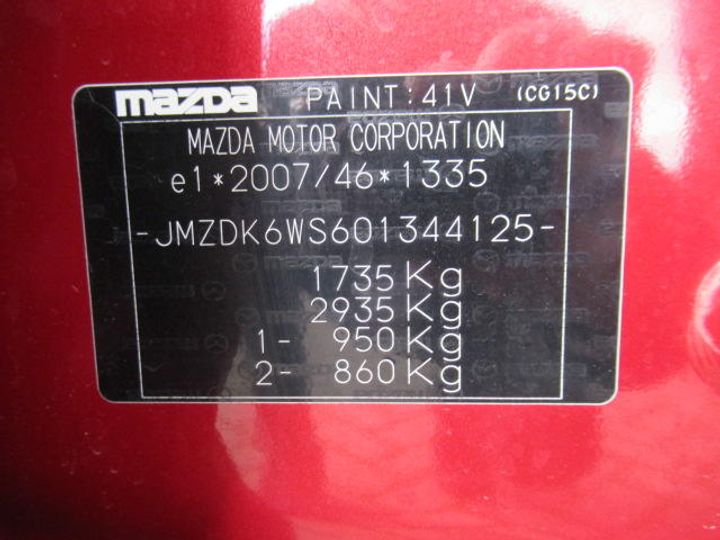 mazda PAINT:41V (CG15C)
MAZDA MOTOR CORPORATION
e1*2007/46*1335
-JMZDK6WS601344125-
1735Kg
2935Kg
1- 950Kg
2- 860Kg